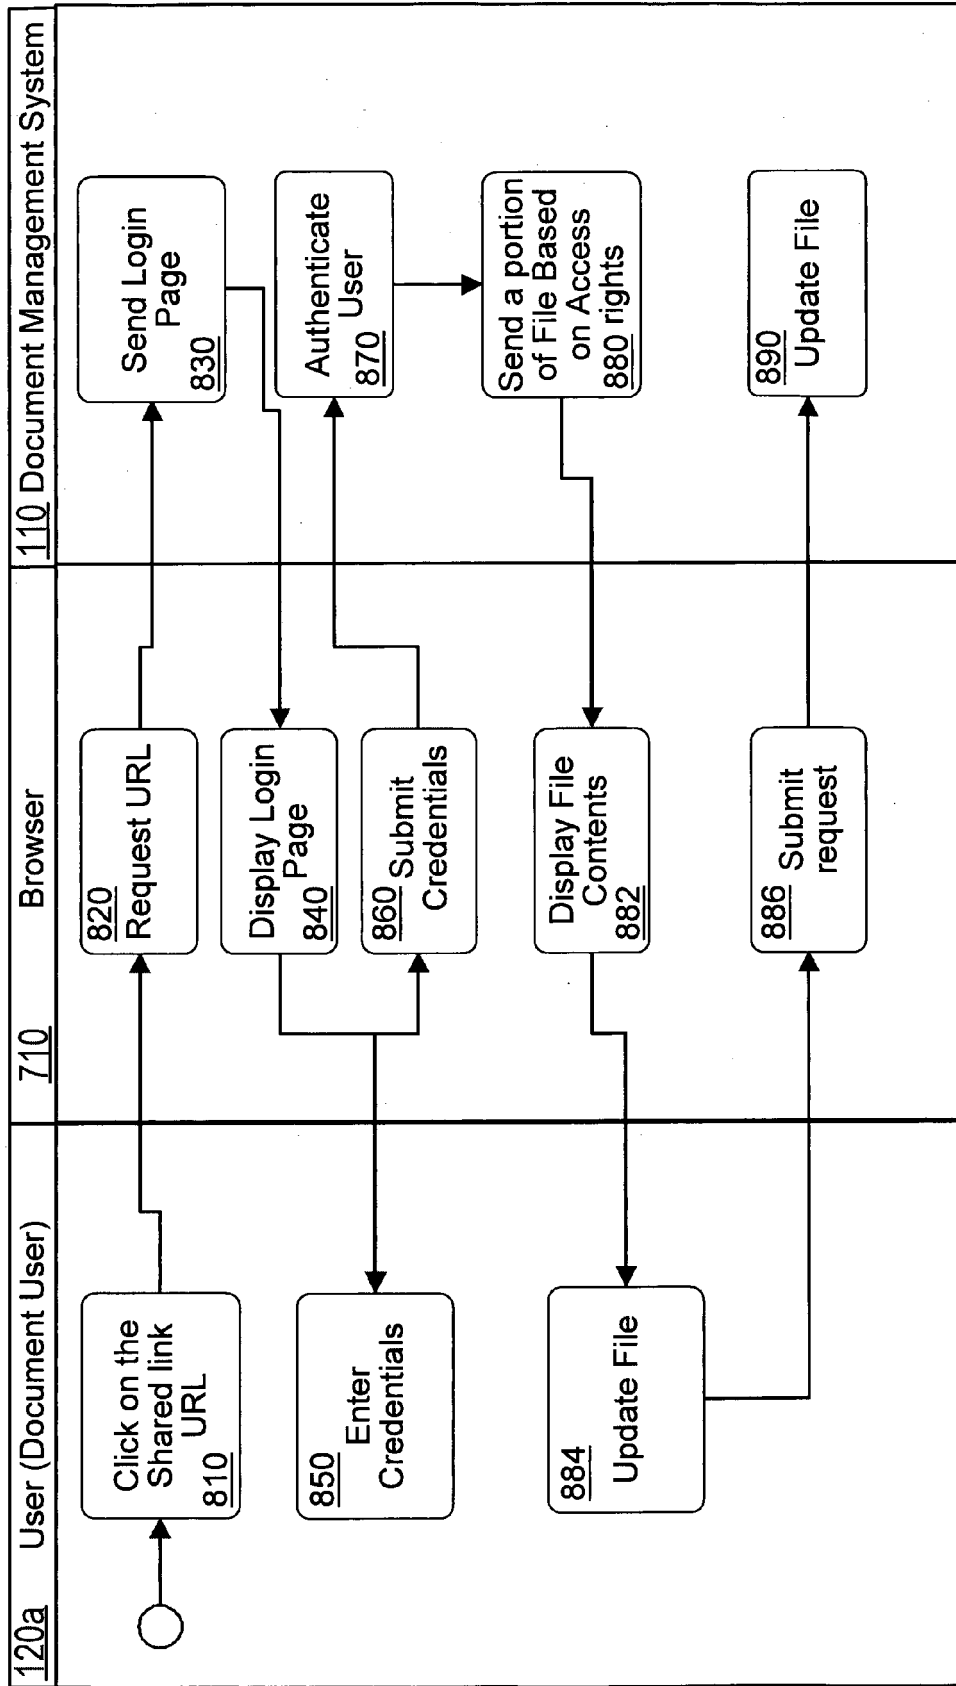 120a User (Document User)
710 Browser
110 Document Management System
Click on the
Shared link
URL
810
820
Request URL
Send Login
Page
830
Display Login
Page
840
850
Enter
Credentials
860 Submit
Credentials
Authenticate
User
870
Send a portion
of File Based
on Access
880 rights
Display File
Contents
882
884
Update File
886 Submit
request
890
Update File